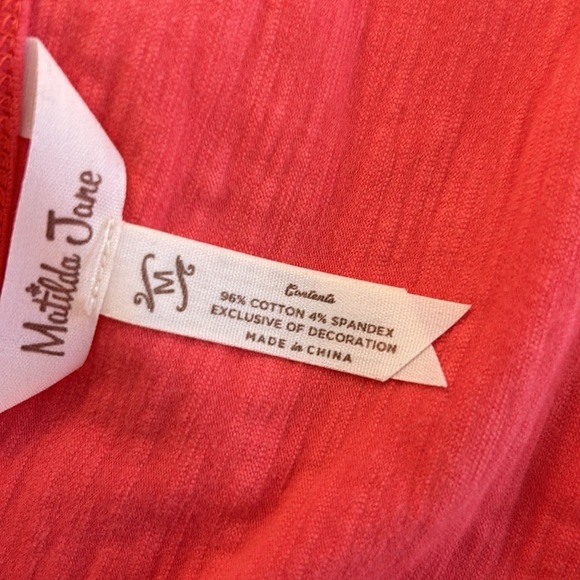 Matilda Jane
M
Contents
96% COTTON 4% SPANDEX
EXCLUSIVE OF DECORATION
MADE in CHINA